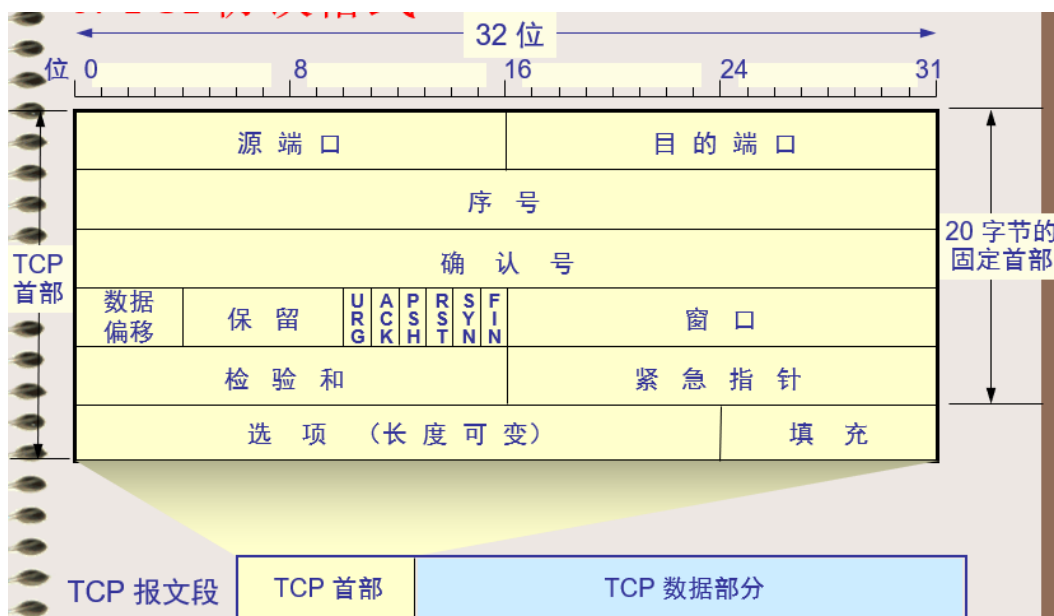 32 位
位 0 8 16 24 31
源 端 口 目 的 端 口
序 号
确 认 号
TCP
首部
20 字节的
固定首部
数据
偏移
保 留
URG ACK PSH RST SYN FIN
窗 口
检 验 和 紧 急 指 针
选 项 (长 度 可 变) 填 充
TCP 报文段 TCP 首部 TCP 数据部分